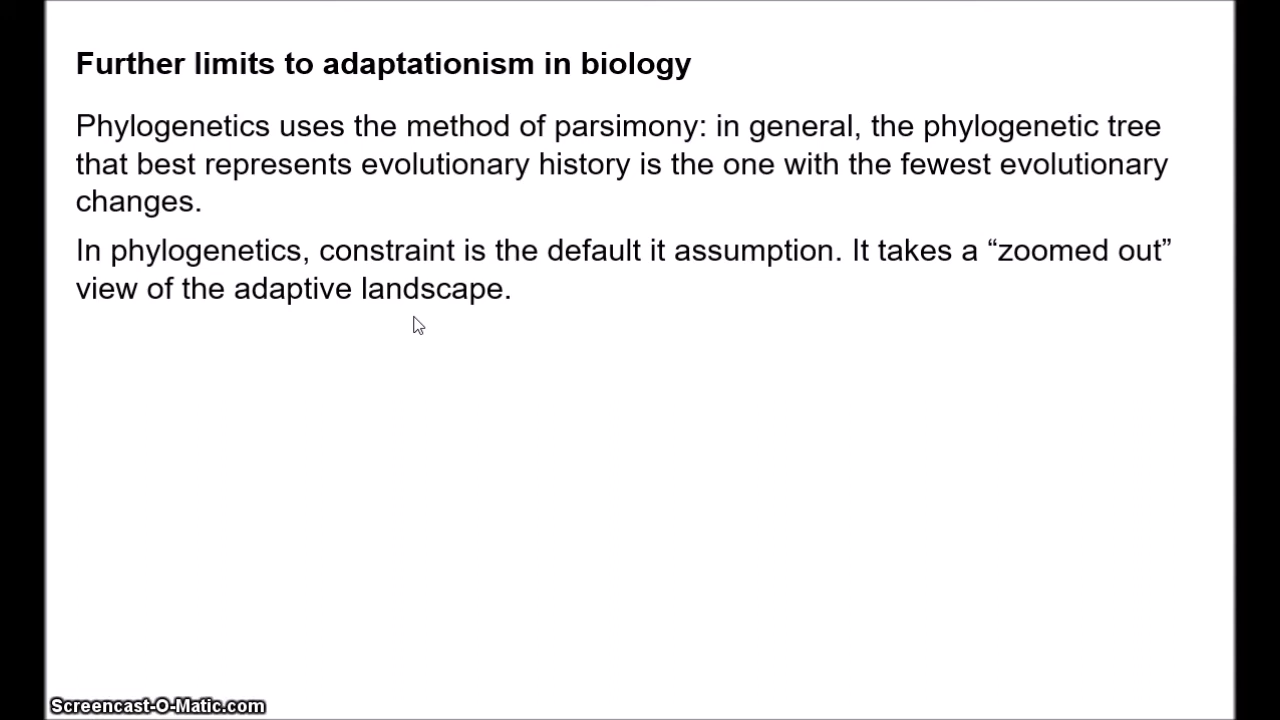 Further limits to adaptationism in biology
Phylogenetics uses the method of parsimony: in general, the phylogenetic tree
that best represents evolutionary history is the one with the fewest evolutionary
changes.
In phylogenetics, constraint is the default it assumption. It takes a “zoomed out”
view of the adaptive landscape.
Screencast-O-Matic.com